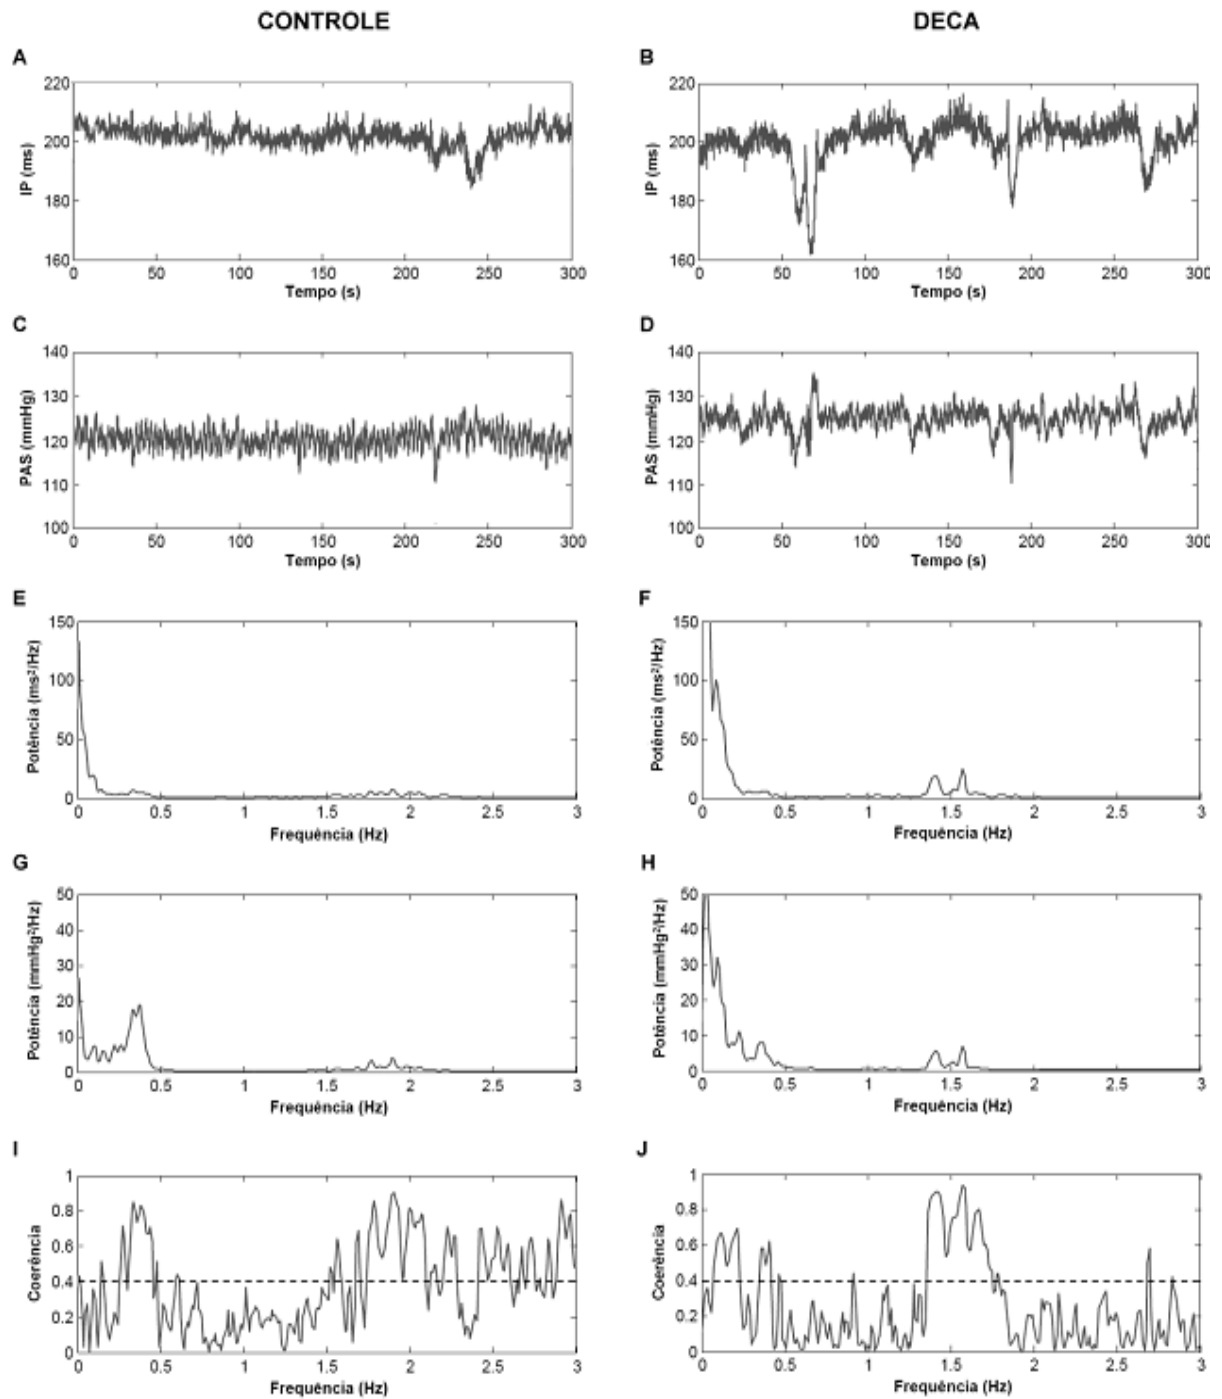 CONTROLE
DECA
A
B
220
200
180
160
IP (ms)
0 50 100 150 200 250 300
Tempo (s)
220
200
180
160
IP (ms)
0 50 100 150 200 250 300
Tempo (s)
C
D
140
130
120
110
100
PAS (mmHg)
0 50 100 150 200 250 300
Tempo (s)
140
130
120
110
100
PAS (mmHg)
0 50 100 150 200 250 300
Tempo (s)
E
F
150
100
50
0
Potência (ms²/Hz)
0 0.5 1 1.5 2 2.5 3
Frequência (Hz)
150
100
50
0
Potência (ms²/Hz)
0 0.5 1 1.5 2 2.5 3
Frequência (Hz)
G
H
50
40
30
20
10
0
Potência (mmHg²/Hz)
0 0.5 1 1.5 2 2.5 3
Frequência (Hz)
50
40
30
20
10
0
Potência (mmHg²/Hz)
0 0.5 1 1.5 2 2.5 3
Frequência (Hz)
I
J
1
0.8
0.6
0.4
0.2
0
Coerência
0 0.5 1 1.5 2 2.5 3
Frequência (Hz)
1
0.8
0.6
0.4
0.2
0
Coerência
0 0.5 1 1.5 2 2.5 3
Frequência (Hz)